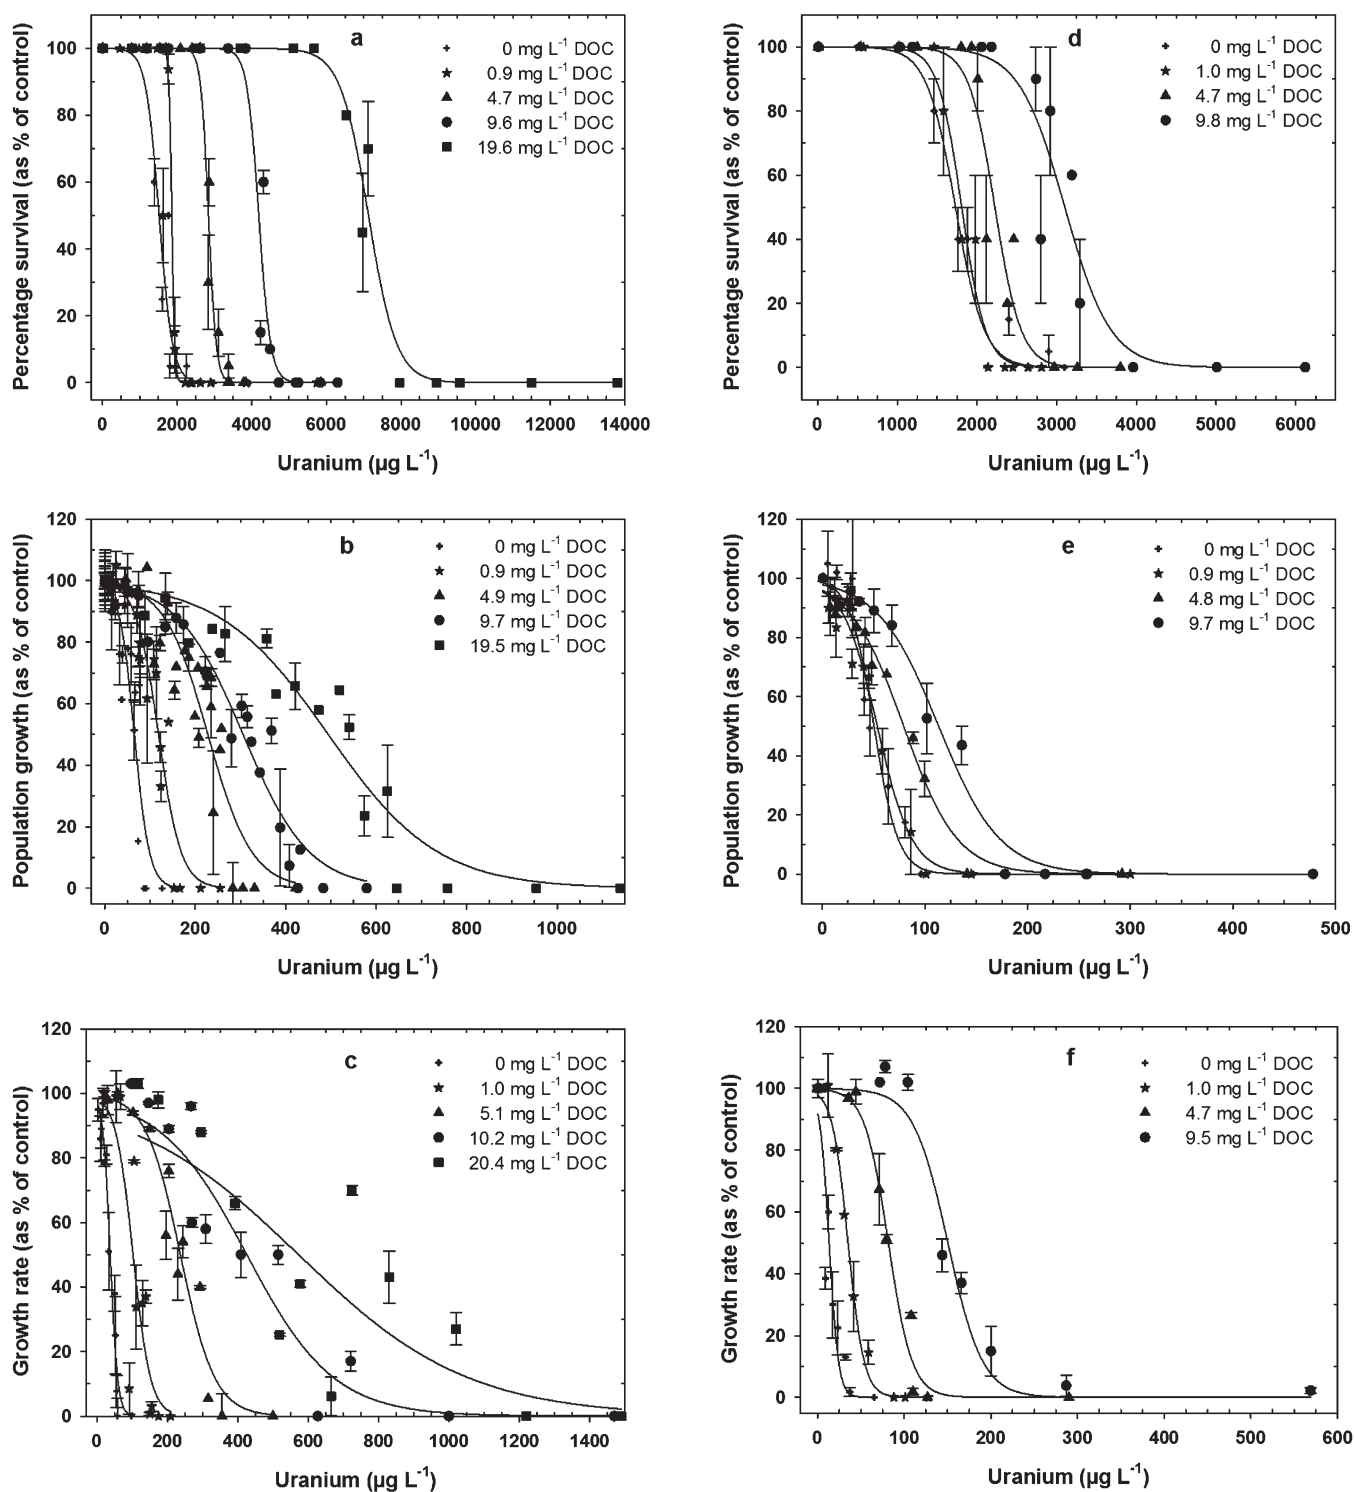 a
0 mg L-1 DOC
0.9 mg L-1 DOC
4.7 mg L-1 DOC
9.6 mg L-1 DOC
19.6 mg L-1 DOC
Percentage survival (as % of control)
100
80
60
40
20
0
0 2000 4000 6000 8000 10000 12000 14000
Uranium (µg L-1)
d
0 mg L-1 DOC
1.0 mg L-1 DOC
4.7 mg L-1 DOC
9.8 mg L-1 DOC
Percentage survival (as % of control)
100
80
60
40
20
0
0 1000 2000 3000 4000 5000 6000
Uranium (µg L-1)
b
0 mg L-1 DOC
0.9 mg L-1 DOC
4.9 mg L-1 DOC
9.7 mg L-1 DOC
19.5 mg L-1 DOC
Population growth (as % of control)
120
100
80
60
40
20
0
0 200 400 600 800 1000
Uranium (µg L-1)
e
0 mg L-1 DOC
0.9 mg L-1 DOC
4.8 mg L-1 DOC
9.7 mg L-1 DOC
Population growth (as % of control)
120
100
80
60
40
20
0
0 100 200 300 400 500
Uranium (µg L-1)
c
0 mg L-1 DOC
1.0 mg L-1 DOC
5.1 mg L-1 DOC
10.2 mg L-1 DOC
20.4 mg L-1 DOC
Growth rate (as % of control)
120
100
80
60
40
20
0
0 200 400 600 800 1000 1200 1400
Uranium (µg L-1)
f
0 mg L-1 DOC
1.0 mg L-1 DOC
4.7 mg L-1 DOC
9.5 mg L-1 DOC
Growth rate (as % of control)
120
100
80
60
40
20
0
0 100 200 300 400 500 600
Uranium (µg L-1)